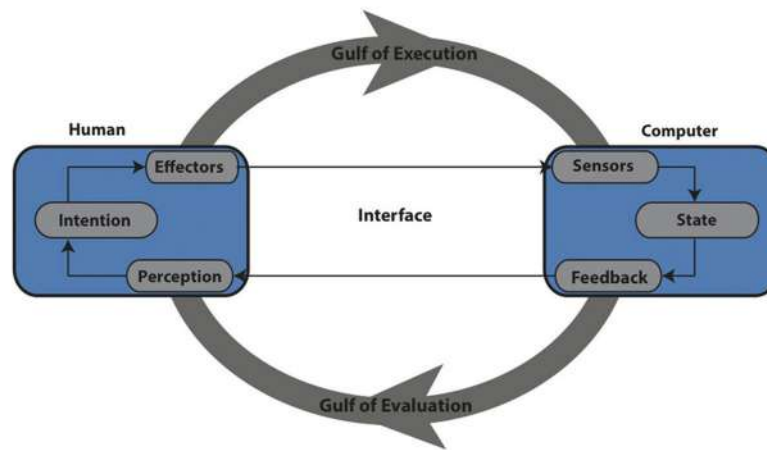 Gulf of Execution
Human
Computer
Effectors
Sensors
Intention
Interface
State
Perception
Feedback
Gulf of Evaluation